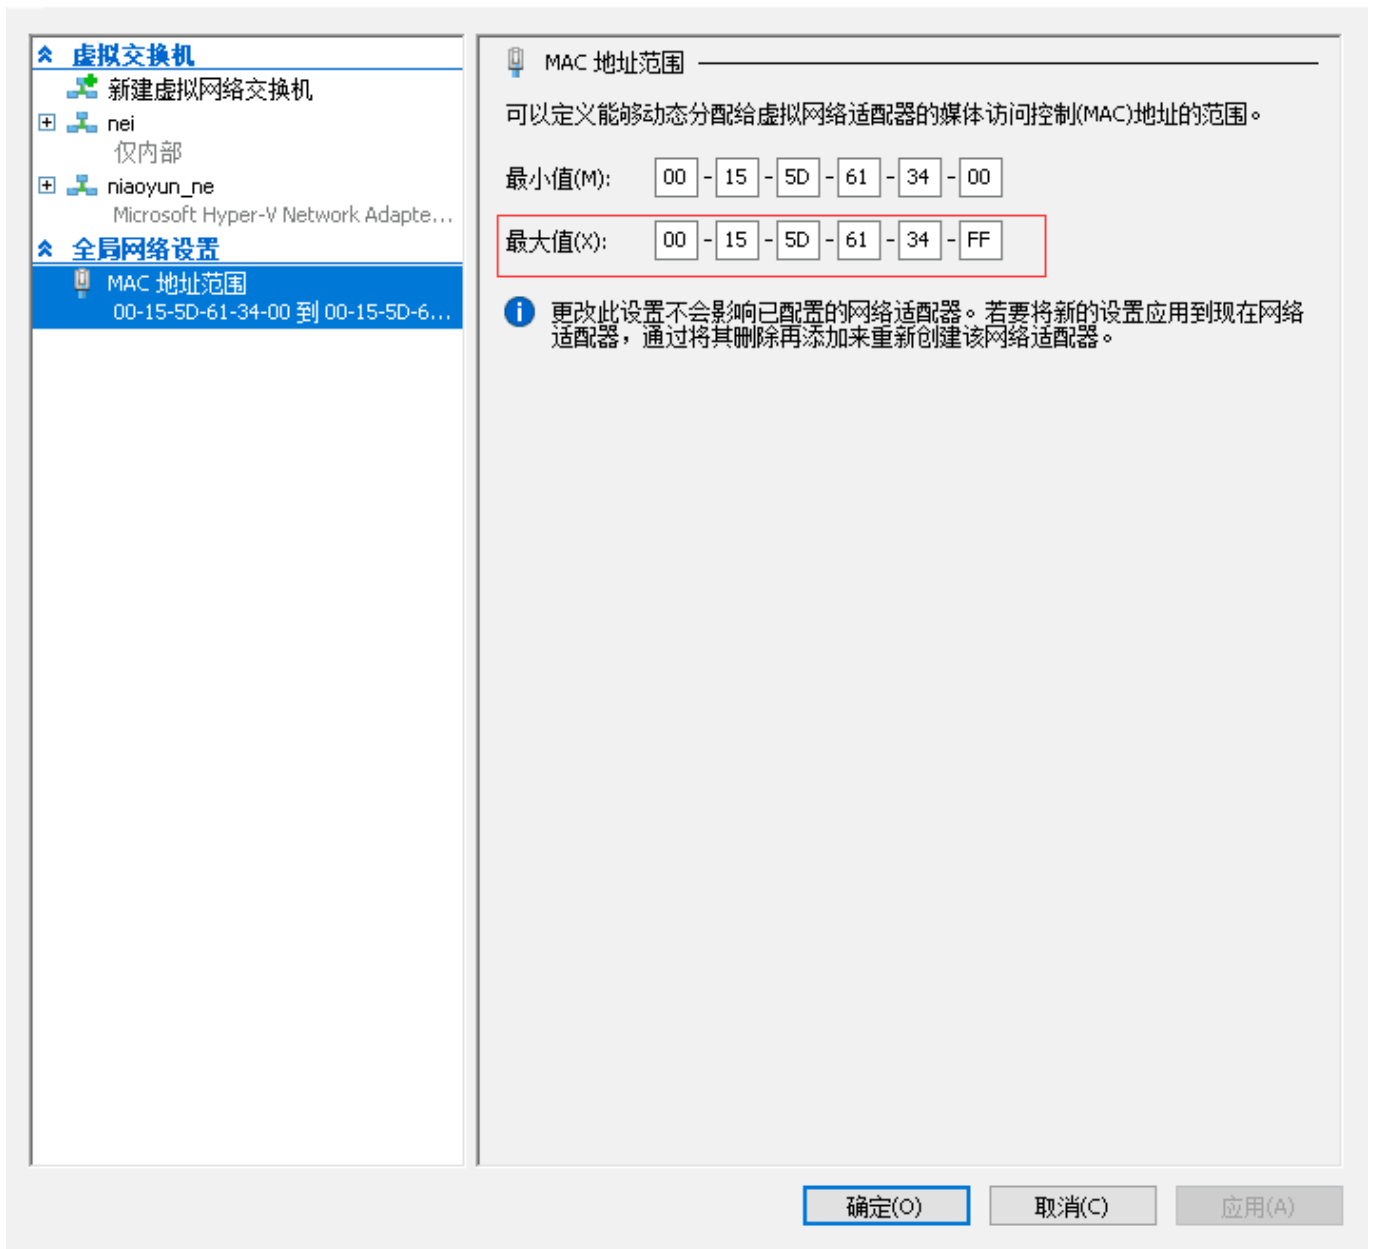 虚拟交换机
新建虚拟网络交换机
nei
仅内部
niaoyun_ne
Microsoft Hyper-V Network Adapte...
全局网络设置
MAC 地址范围
00-15-5D-61-34-00 到 00-15-5D-6...
MAC 地址范围
可以定义能够动态分配给虚拟网络适配器的媒体访问控制(MAC)地址的范围。
最小值(M): 00 - 15 - 5D - 61 - 34 - 00
最大值(X): 00 - 15 - 5D - 61 - 34 - FF
更改此设置不会影响已配置的网络适配器。若要将新的设置应用到现在网络
适配器，通过将其删除再添加来重新创建该网络适配器。
确定(O) 取消(C) 应用(A)